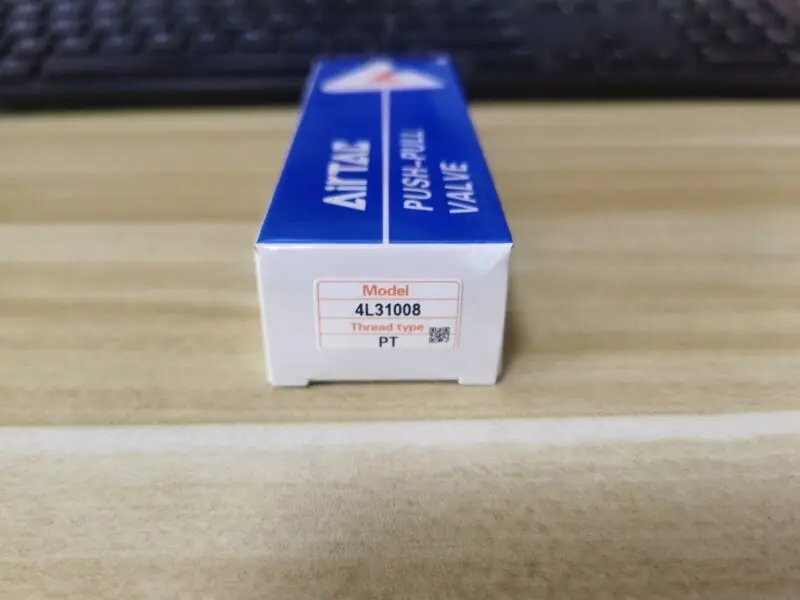 AirTAC
PUSH-PULL
VALVE
Model
4L31008
Thread type
PT